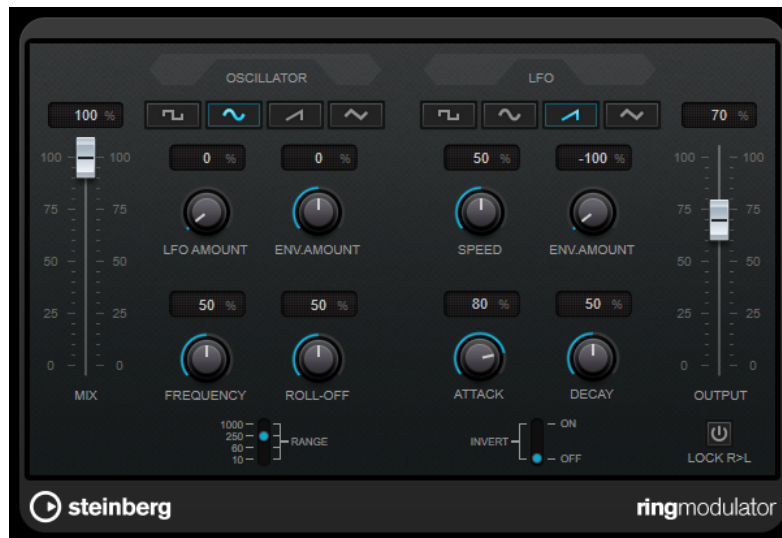 OSCILLATOR LFO
100 % 70 %
0 % 0 % 50 % -100 %
100 100 100 100
75 75 75 75
50 50 50 50
25 25 25 25
0 0 0 0
LFO AMOUNT ENV.AMOUNT SPEED ENV.AMOUNT
50 % 50 % 80 % 50 %
MIX FREQUENCY ROLL-OFF ATTACK DECAY OUTPUT
1000
250
60
10
RANGE
INVERT
ON
OFF
LOCK R>L
steinberg ringmodulator